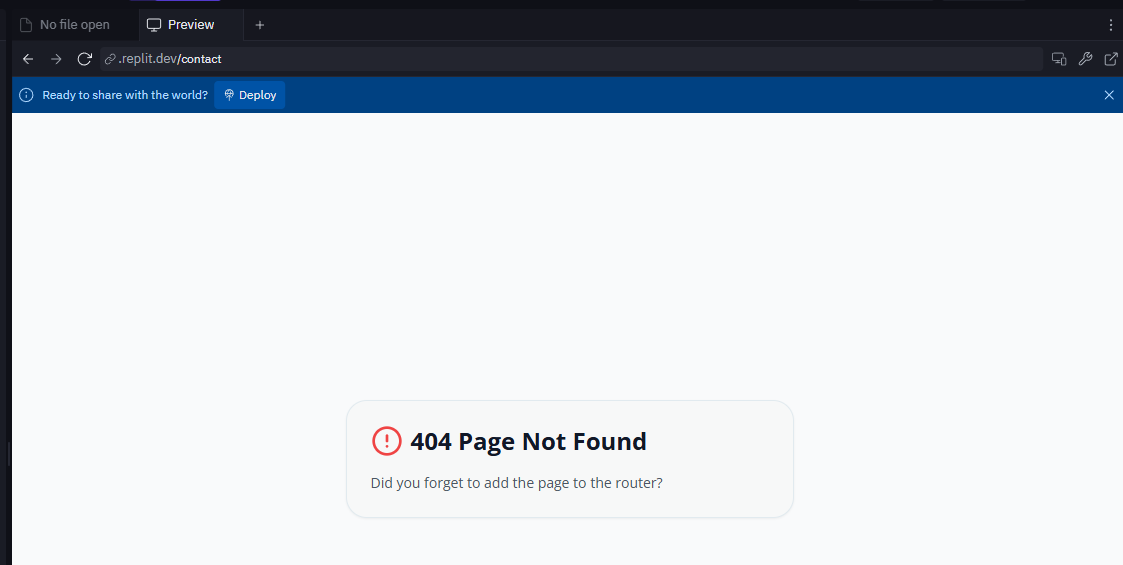 No file open
Preview
.replit.dev/contact
Ready to share with the world?
Deploy
404 Page Not Found
Did you forget to add the page to the router?